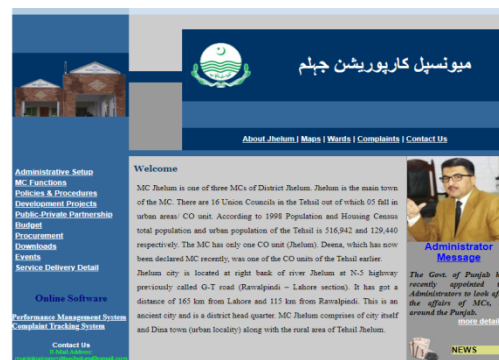 میونسپل کارپوریشن جہلم
About Jhelum | Maps | Wards | Complaints | Contact Us
Administrative Setup
MC Functions
Policies & Procedures
Development Projects
Public-Private Partnership
Budget
Procurement
Downloads
Events
Service Delivery Detail
Online Software
Performance Management System
Complaint Tracking System
Contact Us
E.Mail Address:
Welcome
MC Jhelum is one of three MCs of District Jhelum. Jhelum is the main town
of the MC. There are 16 Union Councils in the Tehsil out of which 05 fall in
urban areas/ CO unit. According to 1998 Population and Housing Census
total population and urban population of the Tehsil is 516,942 and 129,440
respectively. The MC has only one CO unit (Jhelum). Deena, which has now
been declared MC recently, was one of the CO units of the Tehsil earlier.
Jhelum city is located at right bank of river Jhelum at N-5 highway
previously called G-T road (Rawalpindi – Lahore section). It has got a
distance of 165 km from Lahore and 115 km from Rawalpindi. This is an
ancient city and is a district head quarter. MC Jhelum comprises of city itself
and Dina town (urban locality) along with the rural area of Tehsil Jhelum.
Administrator
Message
The Govt. of Punjab h
recently appointed
Administrators to look af
the affairs of MCs,
around the Punjab.
more detail
NEWS